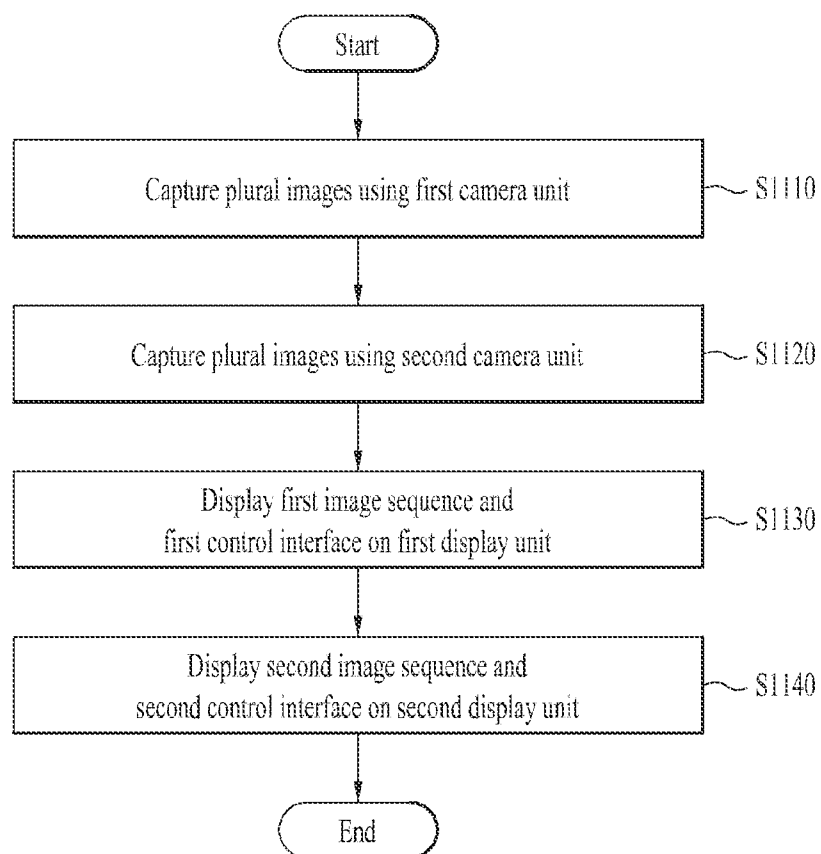 Start
Capture plural images using first camera unit
S1110
Capture plural images using second camera unit
S1120
Display first image sequence and
first control interface on first display unit
S1130
Display second image sequence and
second control interface on second display unit
S1140
End